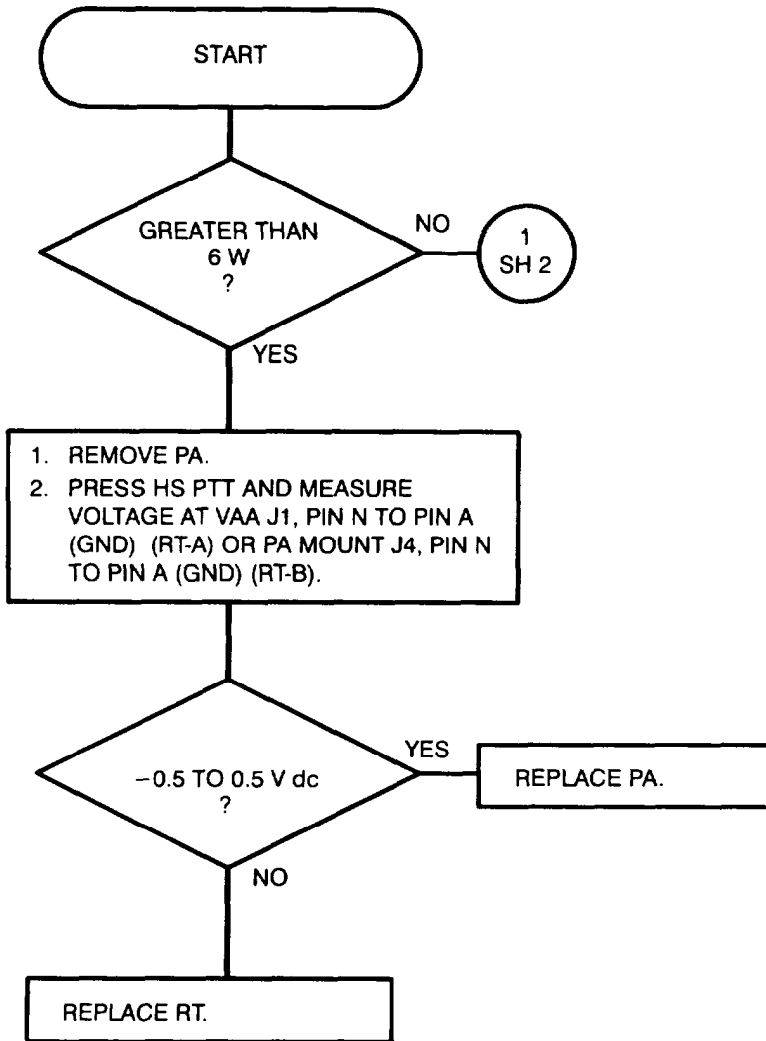 START
GREATER THAN
6 W
?
NO
1
SH 2
YES
1. REMOVE PA.
2. PRESS HS PTT AND MEASURE
VOLTAGE AT VAA J1, PIN N TO PIN A
(GND) (RT-A) OR PA MOUNT J4, PIN N
TO PIN A (GND) (RT-B).
−0.5 TO 0.5 V dc
?
YES
REPLACE PA.
NO
REPLACE RT.